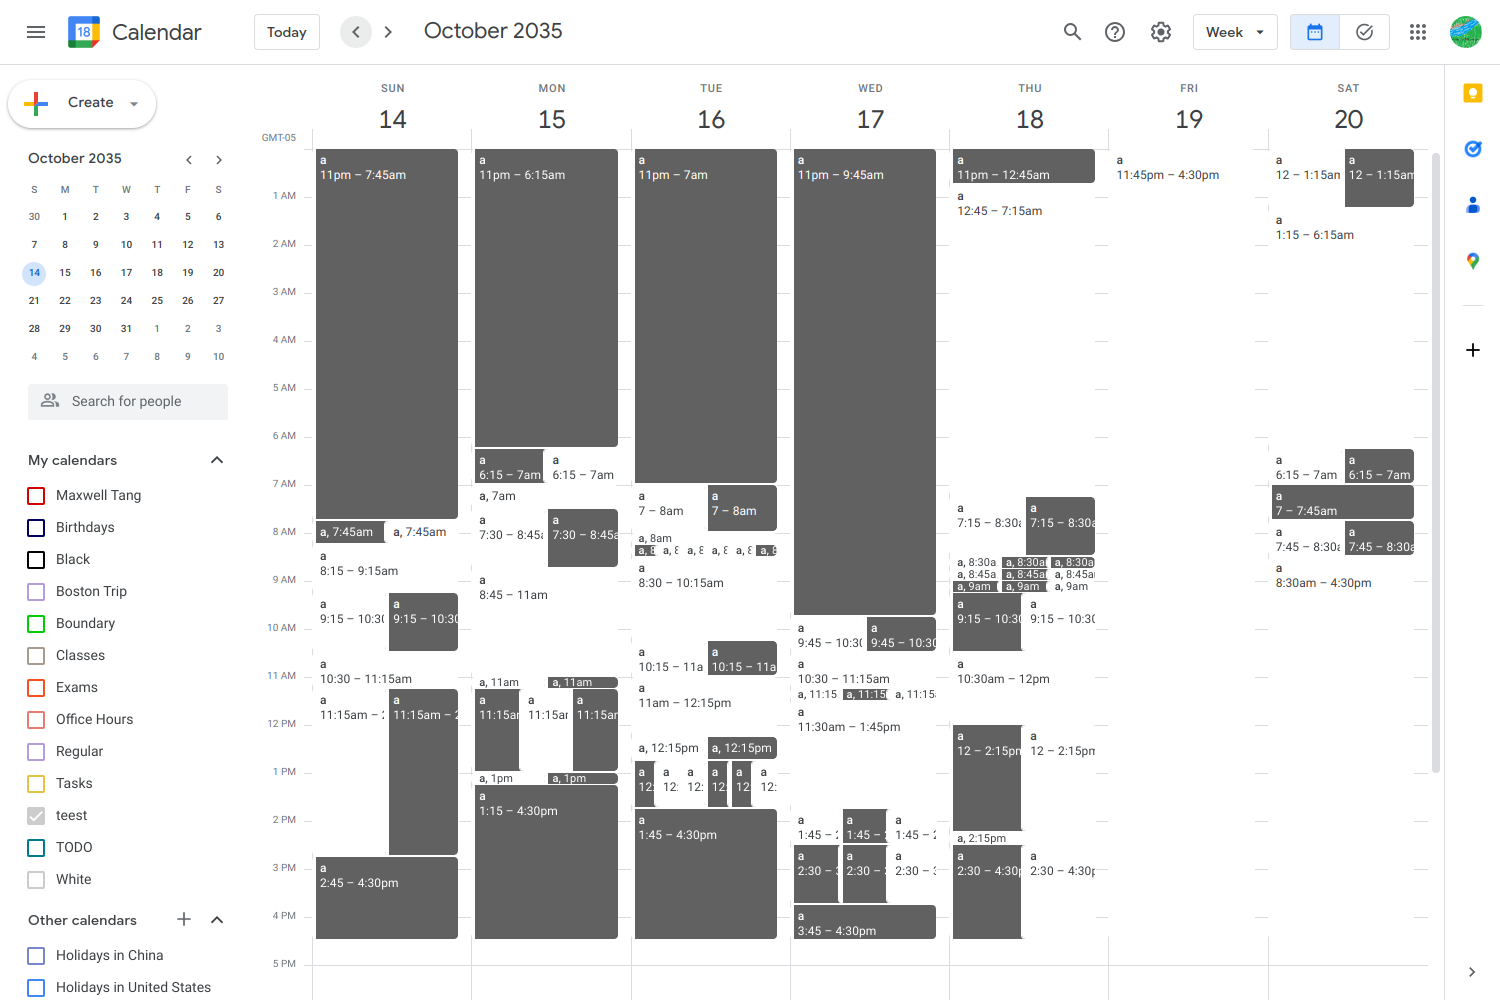 18 Calendar Today October 2035 Week
Create
October 2035
S M T W T F S
30 1 2 3 4 5 6
7 8 9 10 11 12 13
14 15 16 17 18 19 20
21 22 23 24 25 26 27
28 29 30 31 1 2 3
4 5 6 7 8 9 10
Search for people
My calendars
Maxwell Tang
Birthdays
Black
Boston Trip
Boundary
Classes
Exams
Office Hours
Regular
Tasks
teest
TODO
White
Other calendars
Holidays in China
Holidays in United States
GMT-05
1 AM
2 AM
3 AM
4 AM
5 AM
6 AM
7 AM
8 AM
9 AM
10 AM
11 AM
12 PM
1 PM
2 PM
3 PM
4 PM
5 PM
SUN
14
a
11pm – 7:45am
a, 7:45am
a, 7:45am
a
8:15 – 9:15am
a
9:15 – 10:30
a
9:15 – 10:30
a
10:30 – 11:15am
a
11:15am – 2
a
11:15am – 2
a
2:45 – 4:30pm
MON
15
a
11pm – 6:15am
a
6:15 – 7am
a
6:15 – 7am
a, 7am
a
7:30 – 8:45a
a
7:30 – 8:45a
a
8:45 – 11am
a, 11am
a, 11am
a
11:15am
a
11:15am
a
11:15am
a, 1pm
a, 1pm
a
1:15 – 4:30pm
TUE
16
a
11pm – 7am
a
7 – 8am
a
7 – 8am
a, 8am
a, 8
a, 8
a, 8
a, 8
a, 8
a, 8
a
8:30 – 10:15am
a
10:15 – 11a
a
10:15 – 11a
a
11am – 12:15pm
a, 12:15pm
a, 12:15pm
a
12:
a
12:
a
12:
a
12:
a
12:
a
12:
a
1:45 – 4:30pm
WED
17
a
11pm – 9:45am
a
9:45 – 10:30
a
9:45 – 10:30
a
10:30 – 11:15am
a, 11:15
a, 11:15
a, 11:15
a
11:30am – 1:45pm
a
1:45 – 2
a
1:45 – 2
a
1:45 – 2
a
2:30 – 3
a
2:30 – 3
a
2:30 – 3
a
3:45 – 4:30pm
THU
18
a
11pm – 12:45am
a
12:45 – 7:15am
a
7:15 – 8:30a
a
7:15 – 8:30a
a, 8:30a
a, 8:30a
a, 8:30a
a, 8:45a
a, 8:45a
a, 8:45a
a, 9am
a, 9am
a, 9am
a
9:15 – 10:30
a
9:15 – 10:30
a
10:30am – 12pm
a
12 – 2:15pm
a
12 – 2:15pm
a, 2:15pm
a
2:30 – 4:30p
a
2:30 – 4:30p
FRI
19
a
11:45pm – 4:30pm
SAT
20
a
12 – 1:15am
a
12 – 1:15am
a
1:15 – 6:15am
a
6:15 – 7am
a
6:15 – 7am
a
7 – 7:45am
a
7:45 – 8:30a
a
7:45 – 8:30a
a
8:30am – 4:30pm